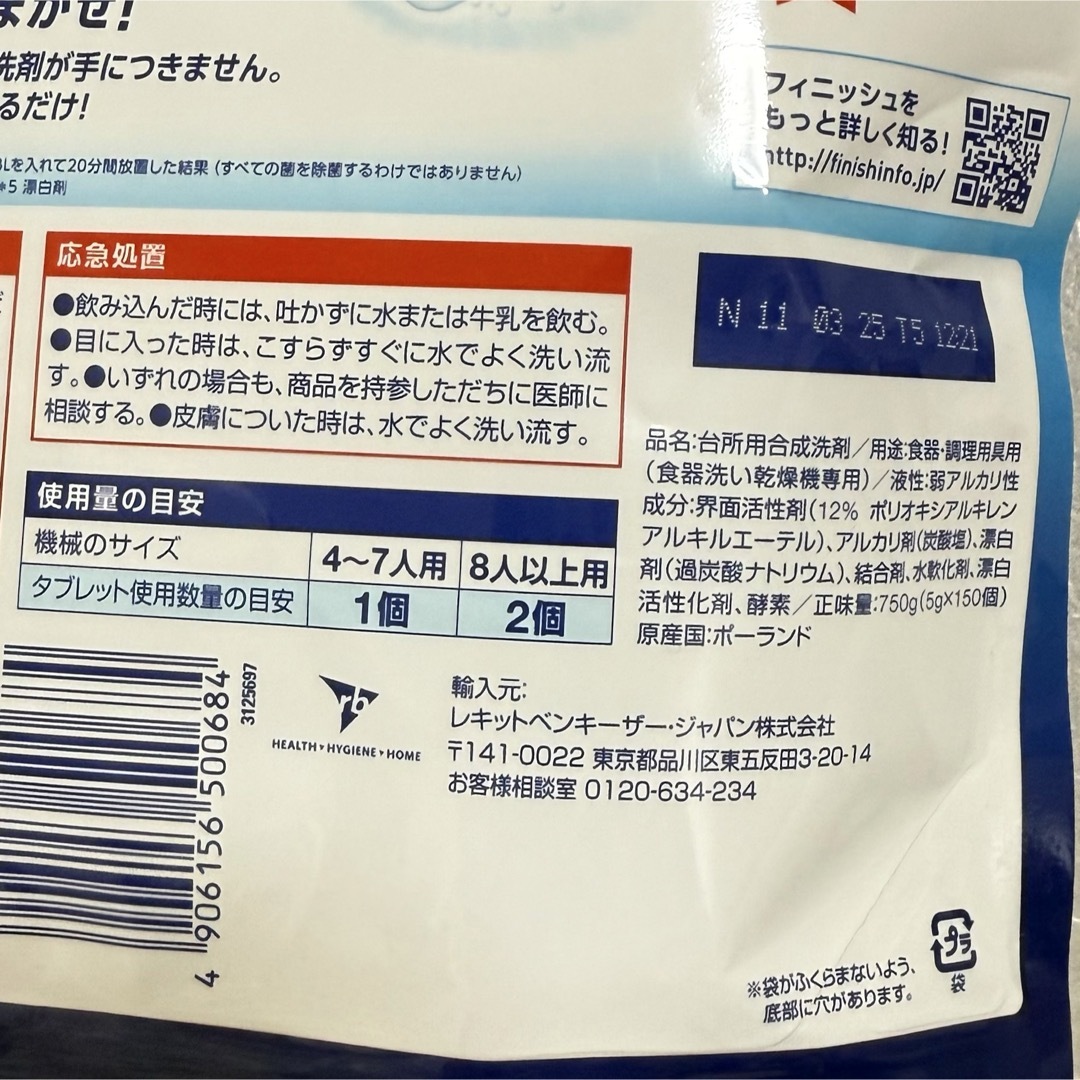 まかせ!
洗剤が手につきません。
るだけ!
Lを入れて20分間放置した結果(すべての菌を除菌するわけではありません)
*5 漂白剤
フィニッシュを
もっと詳しく知る!
http://finishinfo.jp/
応急処置
●飲み込んだ時には、吐かずに水または牛乳を飲む。
●目に入った時は、こすらずすぐに水でよく洗い流
す。●いずれの場合も、商品を持参しただちに医師に
相談する。●皮膚についた時は、水でよく洗い流す。
N 11 03 25 T5 12:21
使用量の目安
機械のサイズ 4〜7人用 8人以上用
タブレット使用数量の目安 1個 2個
品名:台所用合成洗剤/用途:食器・調理用具用
(食器洗い乾燥機専用)/液性:弱アルカリ性
成分:界面活性剤(12% ポリオキシアルキレン
アルキルエーテル)、アルカリ剤(炭酸塩)、漂白
剤(過炭酸ナトリウム)、結合剤、水軟化剤、漂白
活性化剤、酵素/正味量:750g(5g×150個)
原産国:ポーランド
4 906156 500684
3125697
rb
HEALTH▸HYGIENE▸HOME
輸入元:
レキットベンキーザー・ジャパン株式会社
〒141-0022 東京都品川区東五反田3-20-14
お客様相談室 0120-634-234
プラ
袋
※袋がふくらまないよう、
底部に穴があります。